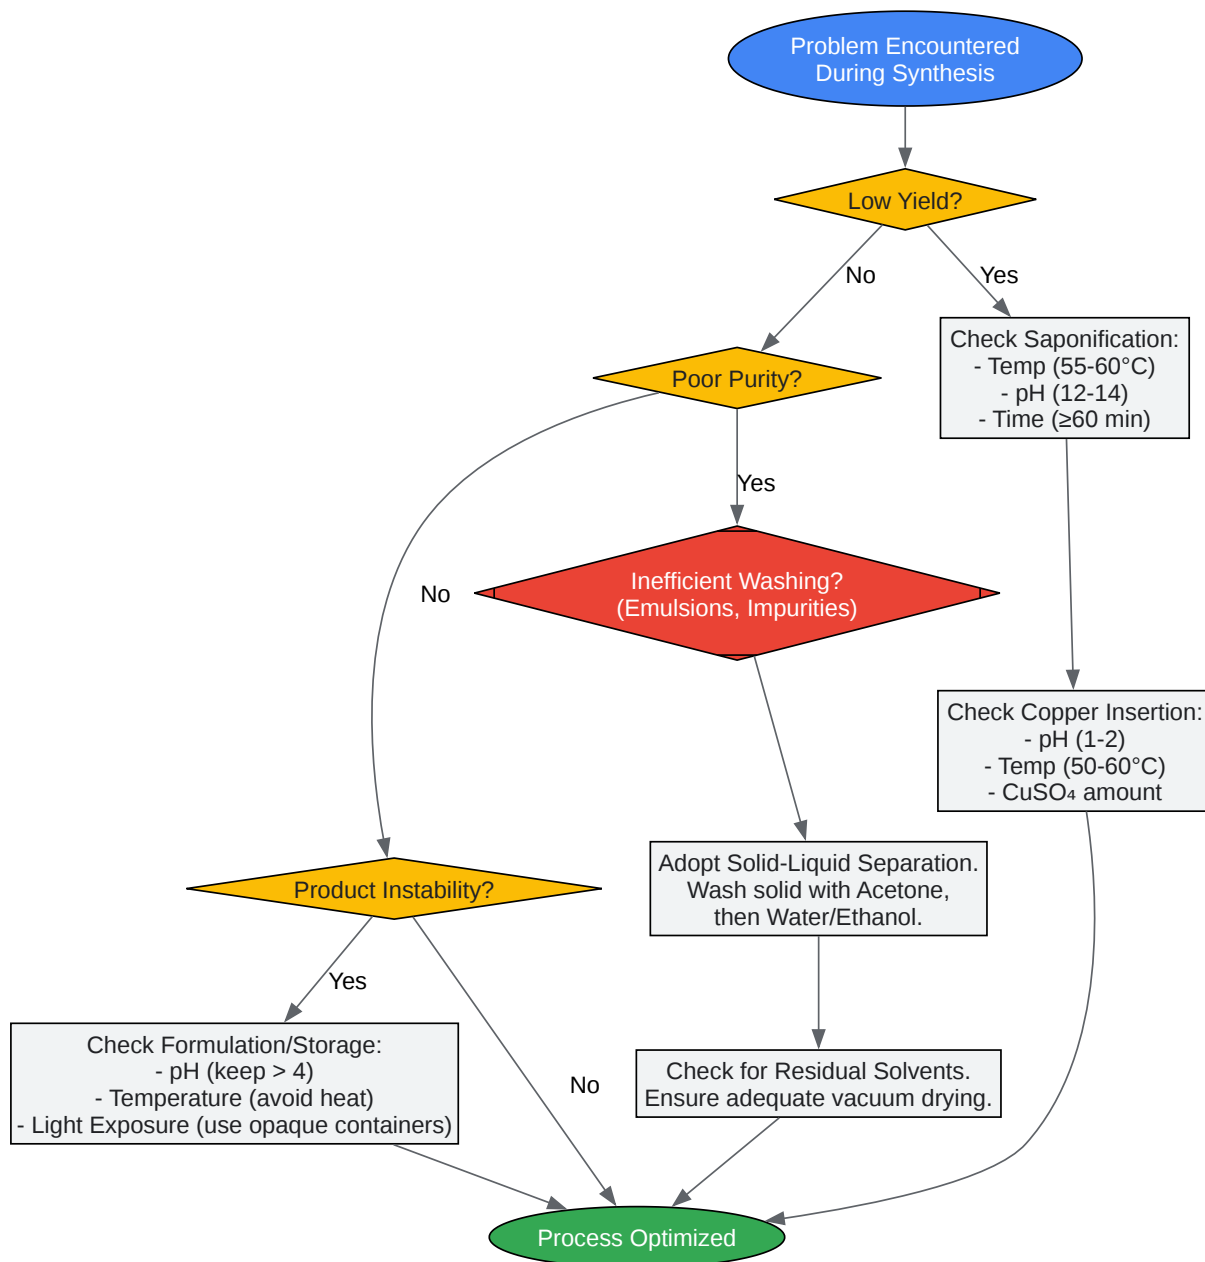 Problem Encountered
During Synthesis
Low Yield?
No
Yes
Check Saponification:
- Temp (55-60°C)
- pH (12-14)
- Time (≥60 min)
Poor Purity?
Yes
No
Inefficient Washing?
(Emulsions, Impurities)
Check Copper Insertion:
- pH (1-2)
- Temp (50-60°C)
- CuSO₄ amount
Adopt Solid-Liquid Separation.
Wash solid with Acetone,
then Water/Ethanol.
Product Instability?
Yes
No
Check Formulation/Storage:
- pH (keep > 4)
- Temperature (avoid heat)
- Light Exposure (use opaque containers)
Check for Residual Solvents.
Ensure adequate vacuum drying.
Process Optimized